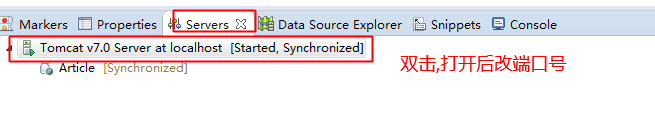 Markers Properties Servers Data Source Explorer Snippets Console
Tomcat v7.0 Server at localhost [Started, Synchronized]
双击,打开后改端口号
Article [Synchronized]